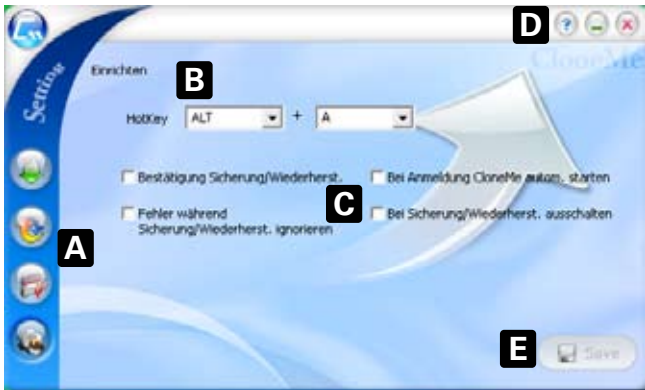 D
CloneMe
Setting
Einrichten
B
HotKey ALT + A
Bestätigung Sicherung/Wiederherst.
Bei Anmeldung CloneMe autom. starten
C
Fehler während
Sicherung/Wiederherst. ignorieren
Bei Sicherung/Wiederherst. ausschalten
A
E
Save